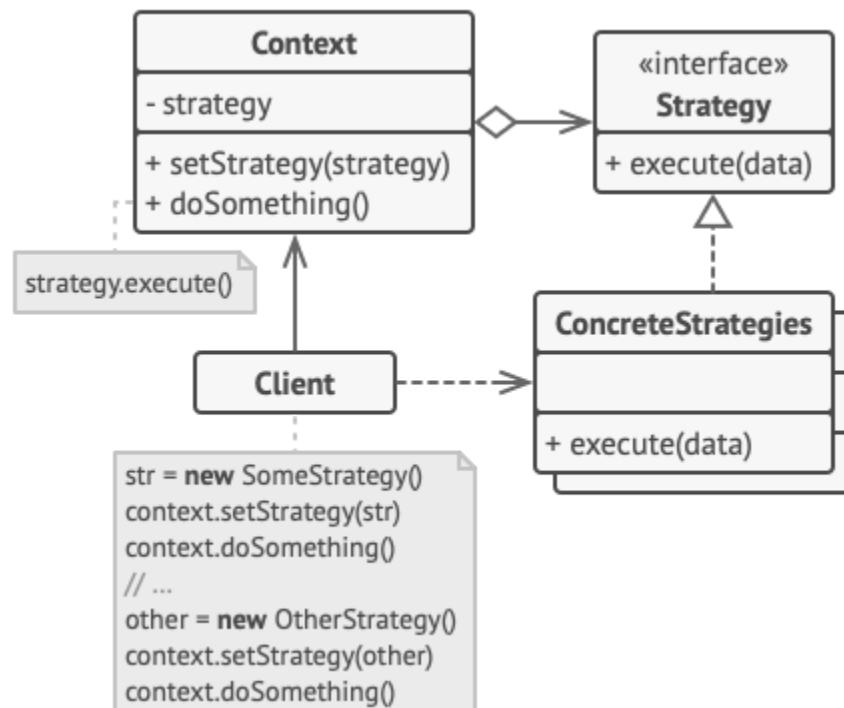 Context
- strategy
+ setStrategy(strategy)
+ doSomething()
«interface»
Strategy
+ execute(data)
strategy.execute()
ConcreteStrategies
+ execute(data)
Client
str = new SomeStrategy()
context.setStrategy(str)
context.doSomething()
// ...
other = new OtherStrategy()
context.setStrategy(other)
context.doSomething()